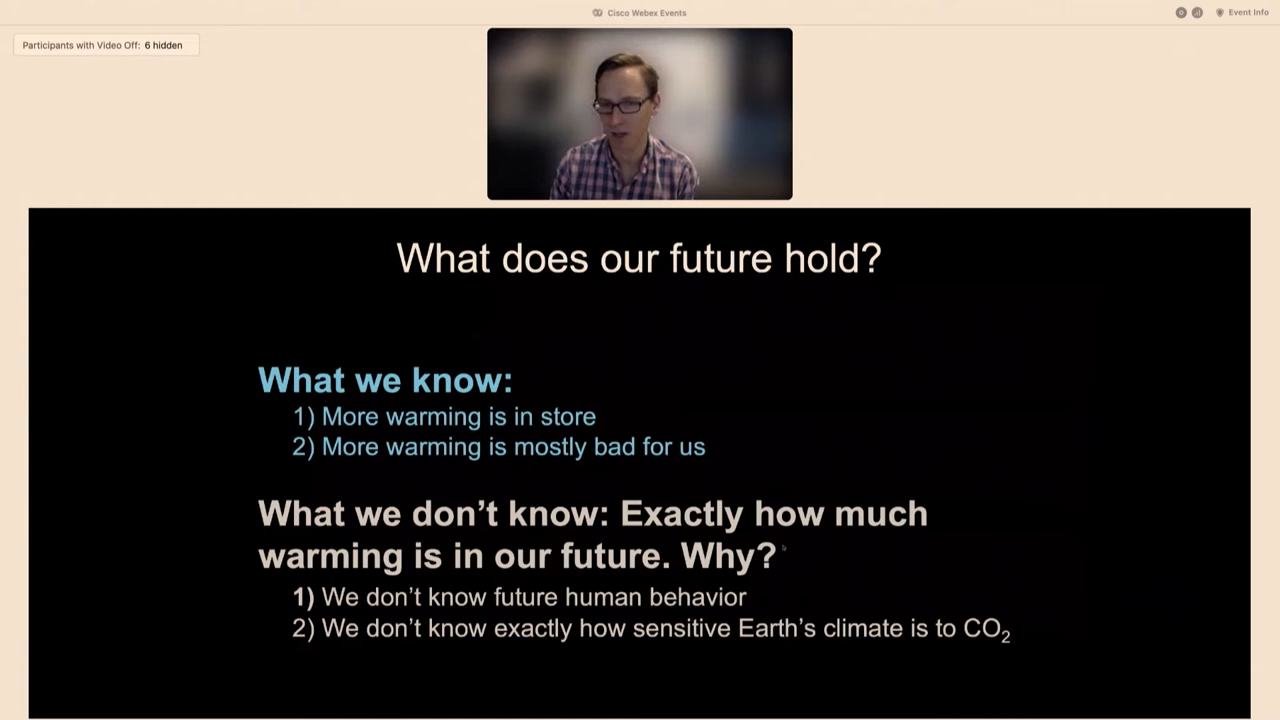 Cisco Webex Events
Event Info
Participants with Video Off: 6 hidden
What does our future hold?
What we know:
1) More warming is in store
2) More warming is mostly bad for us
What we don’t know: Exactly how much
warming is in our future. Why?
1) We don’t know future human behavior
2) We don’t know exactly how sensitive Earth’s climate is to CO₂